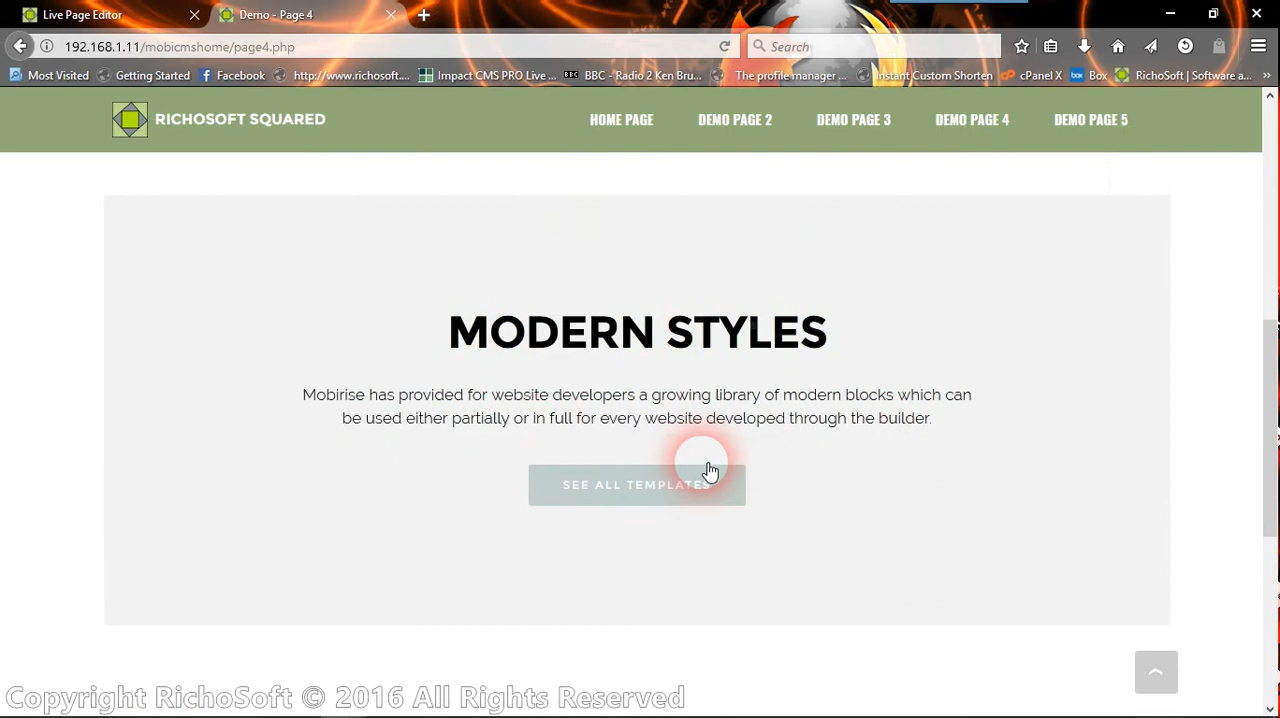 Live Page Editor
Demo - Page 4
192.168.1.11/mobicmshome/page4.php
Search
Most Visited
Getting Started
Facebook
http://www.richosoft....
Impact CMS PRO Live ...
BBC - Radio 2 Ken Bru...
The profile manager ...
Instant Custom Shorten
cPanel X
Box
RichoSoft | Software a...
RICHOSOFT SQUARED
HOME PAGE
DEMO PAGE 2
DEMO PAGE 3
DEMO PAGE 4
DEMO PAGE 5
MODERN STYLES
Mobirise has provided for website developers a growing library of modern blocks which can
be used either partially or in full for every website developed through the builder.
SEE ALL TEMPLATES
Copyright RichoSoft © 2016 All Rights Reserved